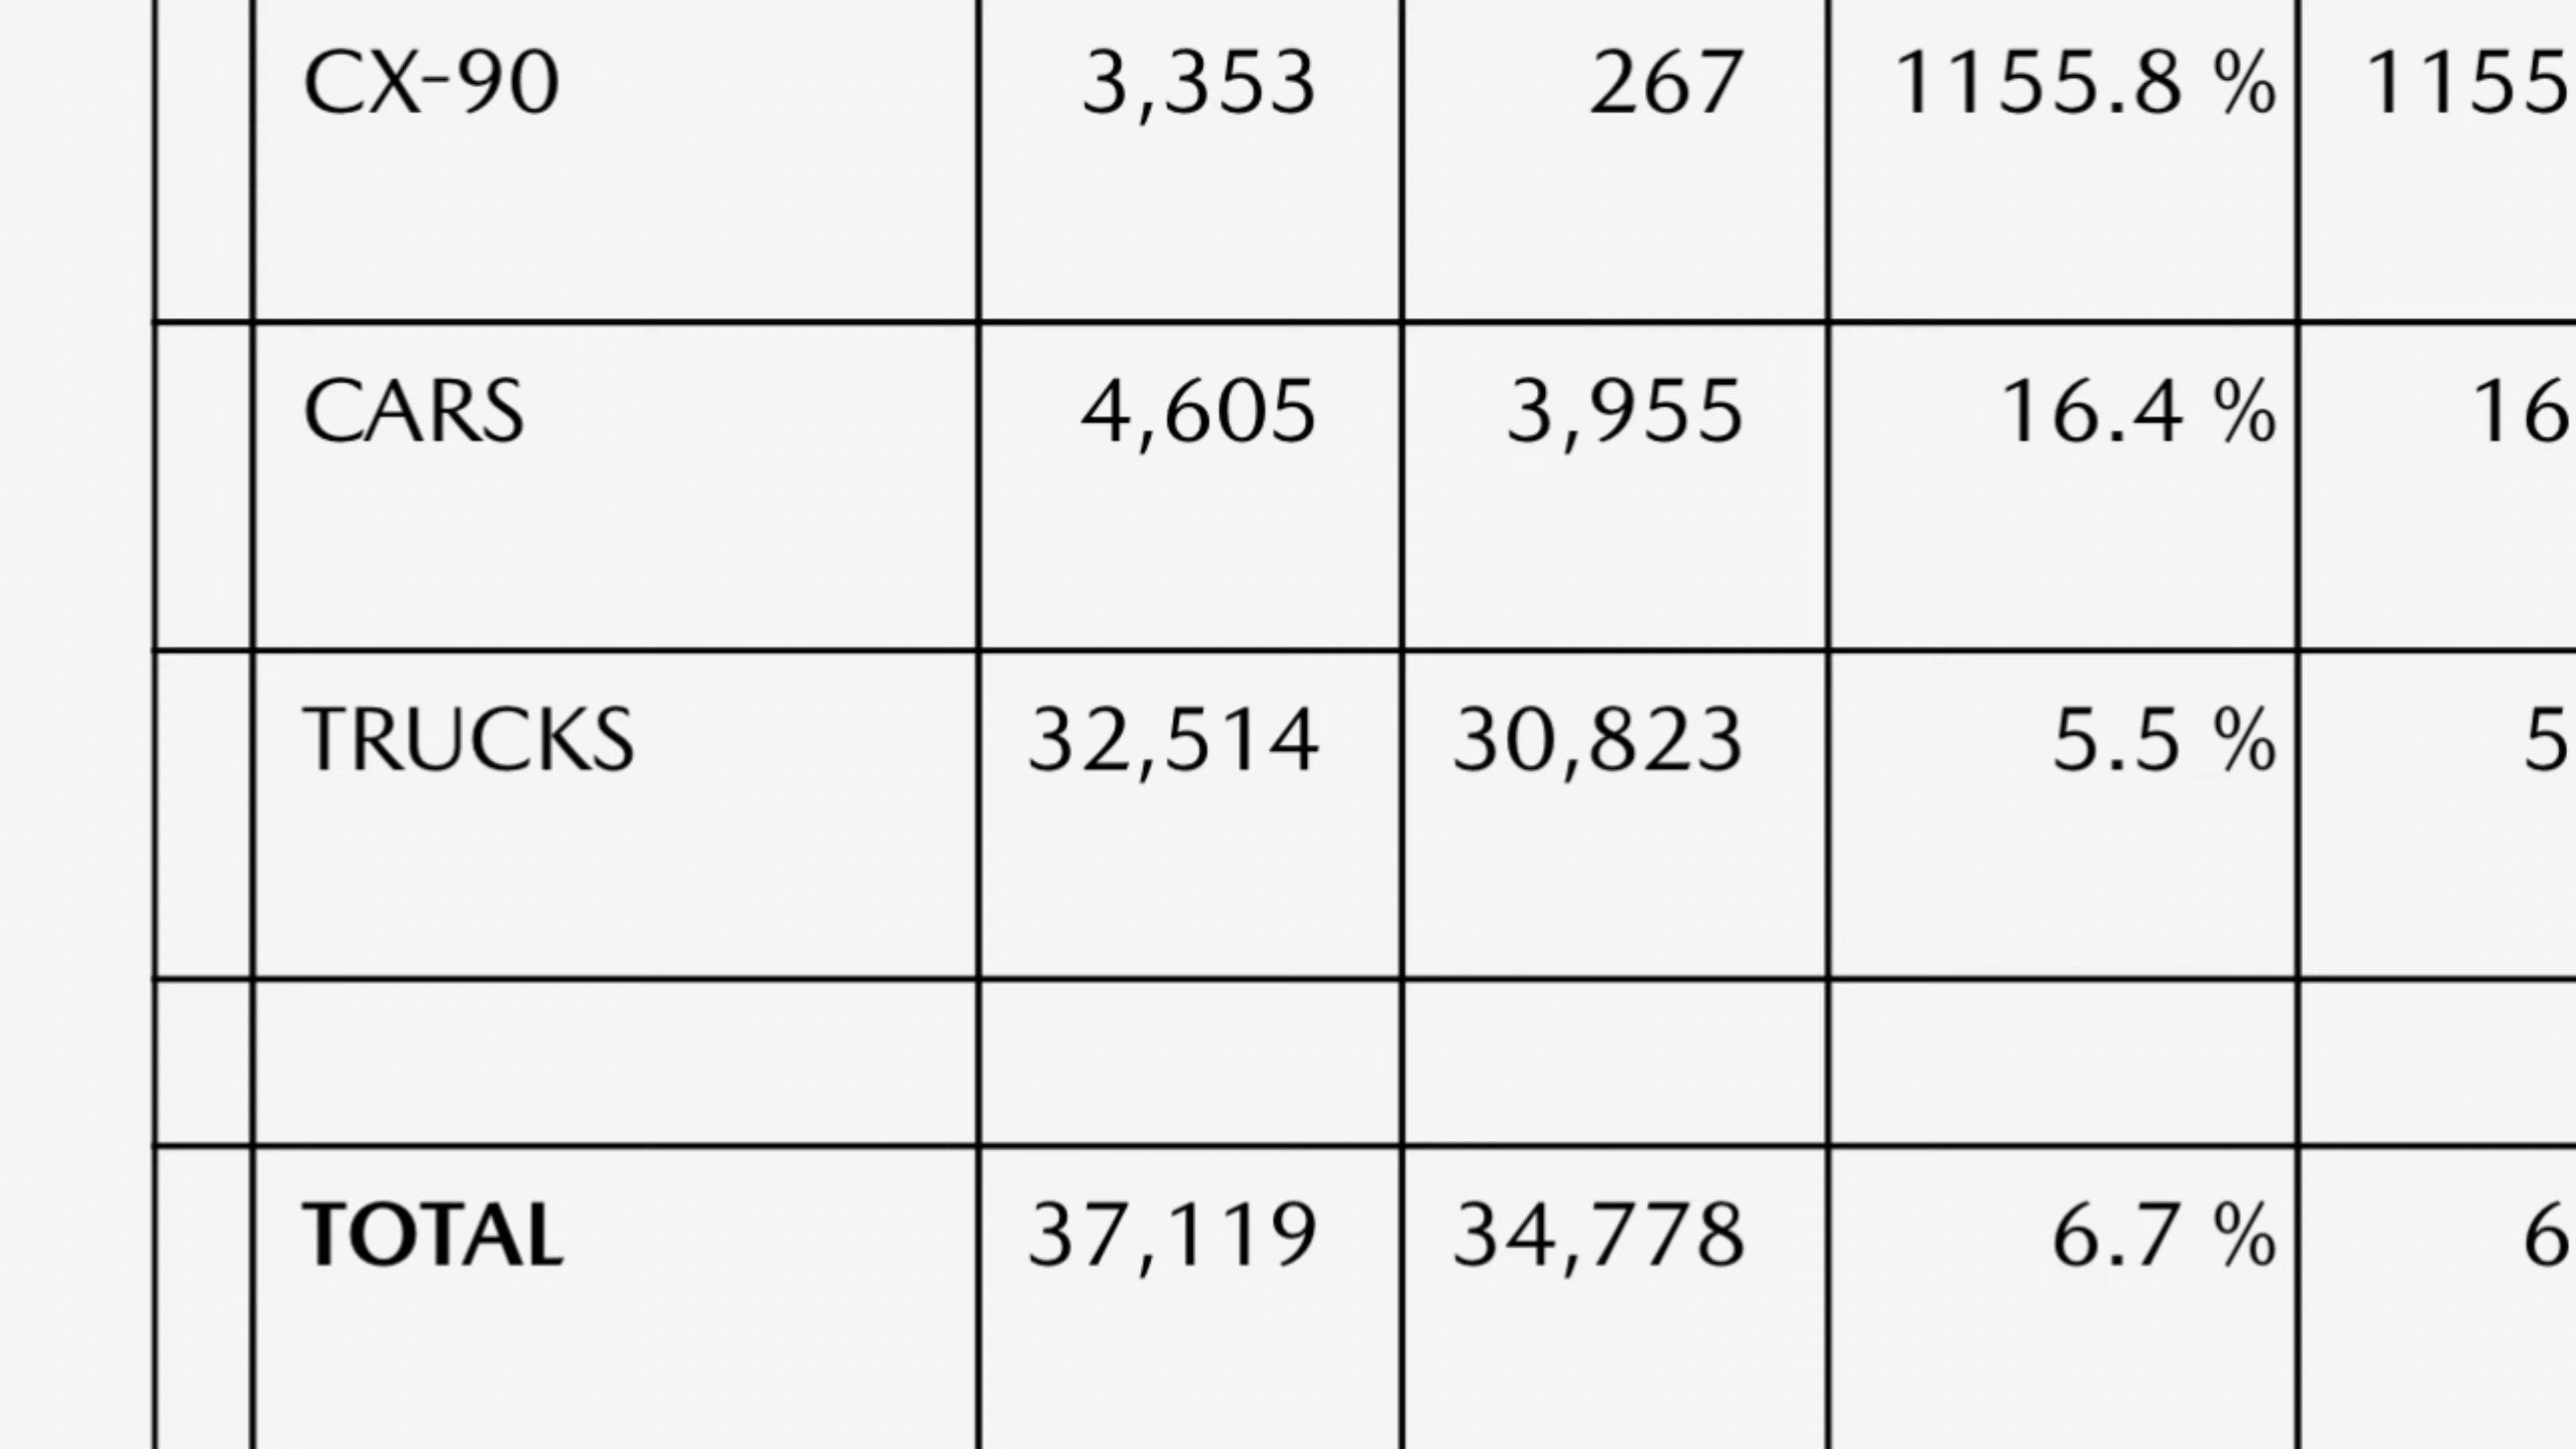 CX-90 3,353 267 1155.8 % 1155
CARS 4,605 3,955 16.4 % 16
TRUCKS 32,514 30,823 5.5 % 5
TOTAL 37,119 34,778 6.7 % 6